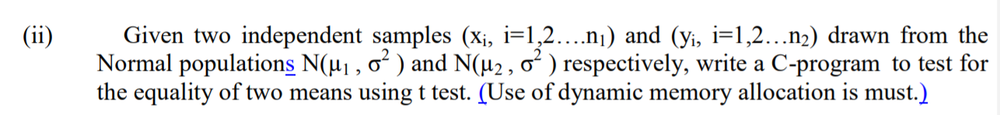 (ii) Given two independent samples (xᵢ, i=1,2….n₁) and (yᵢ, i=1,2…n₂) drawn from the
Normal populations N(μ₁ , σ² ) and N(μ₂ , σ² ) respectively, write a C-program to test for
the equality of two means using t test. (Use of dynamic memory allocation is must.)